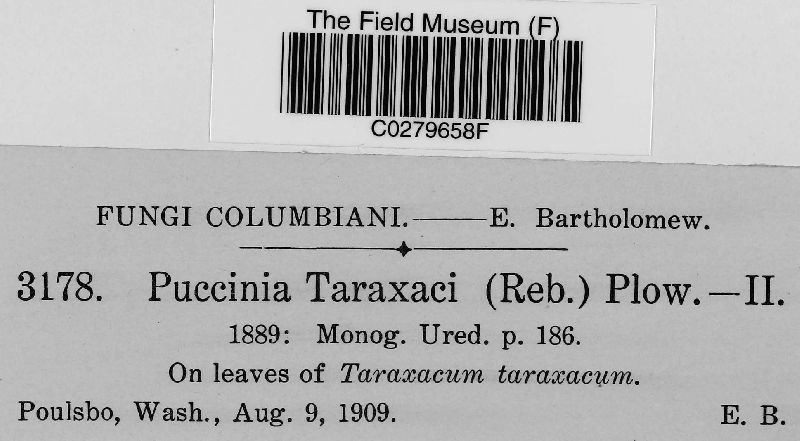 The Field Museum (F)
C0279658F
FUNGI COLUMBIANI.——E. Bartholomew.
3178. Puccinia Taraxaci (Reb.) Plow.—II.
1889: Monog. Ured. p. 186.
On leaves of Taraxacum taraxacum.
Poulsbo, Wash., Aug. 9, 1909. E. B.